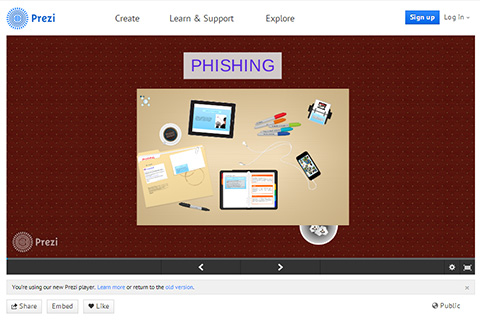 Prezi
Create
Learn & Support
Explore
Sign up
Log in
PHISHING
Prezi
You're using our new Prezi player. Learn more or return to the old version.
Share
Embed
Like
Public